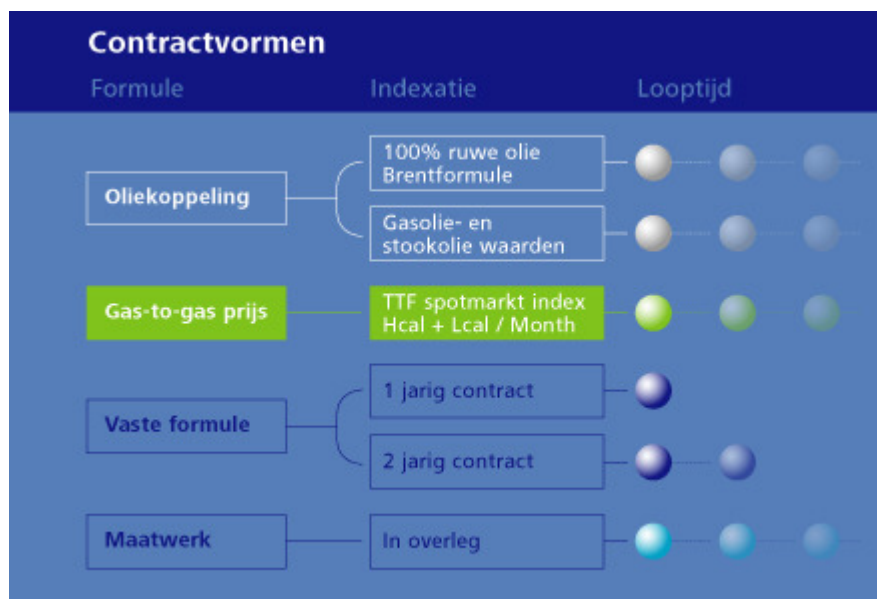 Contractvormen
Formule Indexatie Looptijd
100% ruwe olie
Brentformule
Oliekoppeling
Gasolie- en
stookolie waarden
Gas-to-gas prijs
TTF spotmarkt index
Hcal + Lcal / Month
1 jarig contract
Vaste formule
2 jarig contract
Maatwerk
In overleg